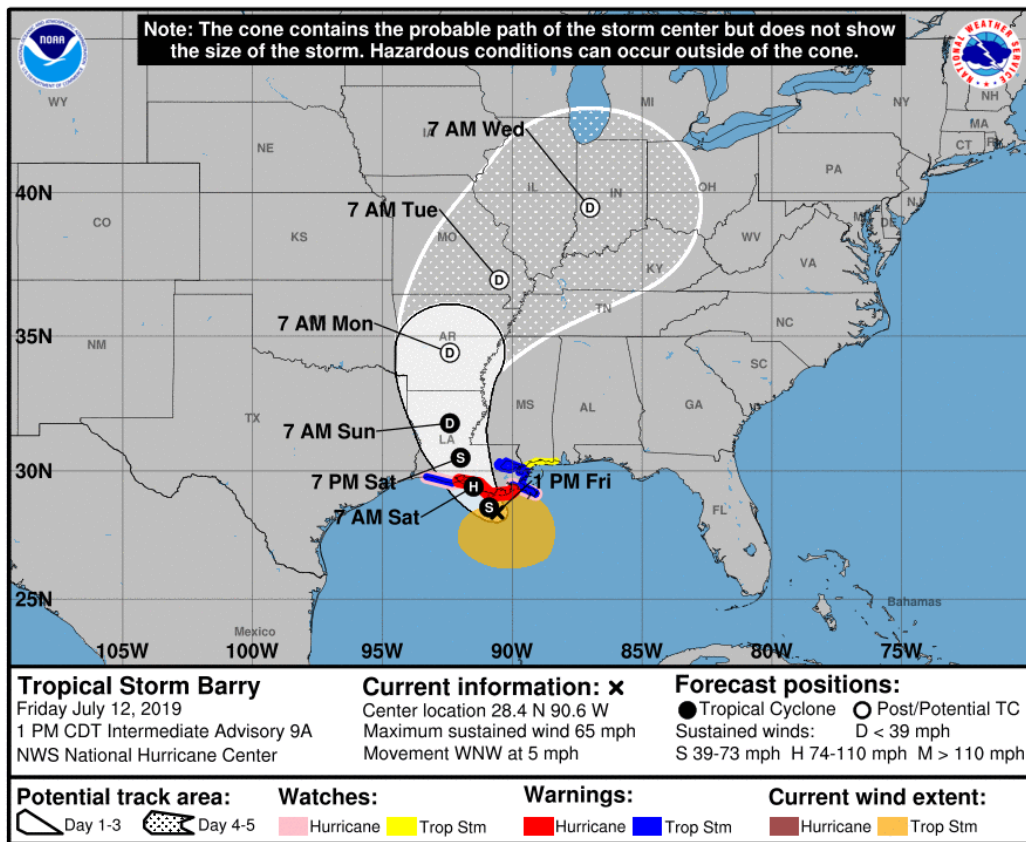 Note: The cone contains the probable path of the storm center but does not show
the size of the storm. Hazardous conditions can occur outside of the cone.
NOAA
NATIONAL WEATHER SERVICE
WY
MI
NY
NH
MA
CT
RI
NE
PA
7 AM Wed
40N
IL
IN
OH
NJ
DE
CO
KS
7 AM Tue
MO
WV
VA
KY
TN
NC
7 AM Mon
35N
AR
NM
SC
MS
AL
GA
TX
7 AM Sun
LA
30N
7 PM Sat
1 PM Fri
7 AM Sat
FL
25N
Bahamas
Mexico
105W 100W 95W 90W 85W 80W 75W
D
D
D
D
S
H
S
Tropical Storm Barry
Friday July 12, 2019
1 PM CDT Intermediate Advisory 9A
NWS National Hurricane Center
Current information: ×
Center location 28.4 N 90.6 W
Maximum sustained wind 65 mph
Movement WNW at 5 mph
Forecast positions:
Tropical Cyclone Post/Potential TC
Sustained winds: D < 39 mph
S 39-73 mph H 74-110 mph M > 110 mph
Potential track area:
Day 1-3 Day 4-5
Watches:
Hurricane Trop Stm
Warnings:
Hurricane Trop Stm
Current wind extent:
Hurricane Trop Stm